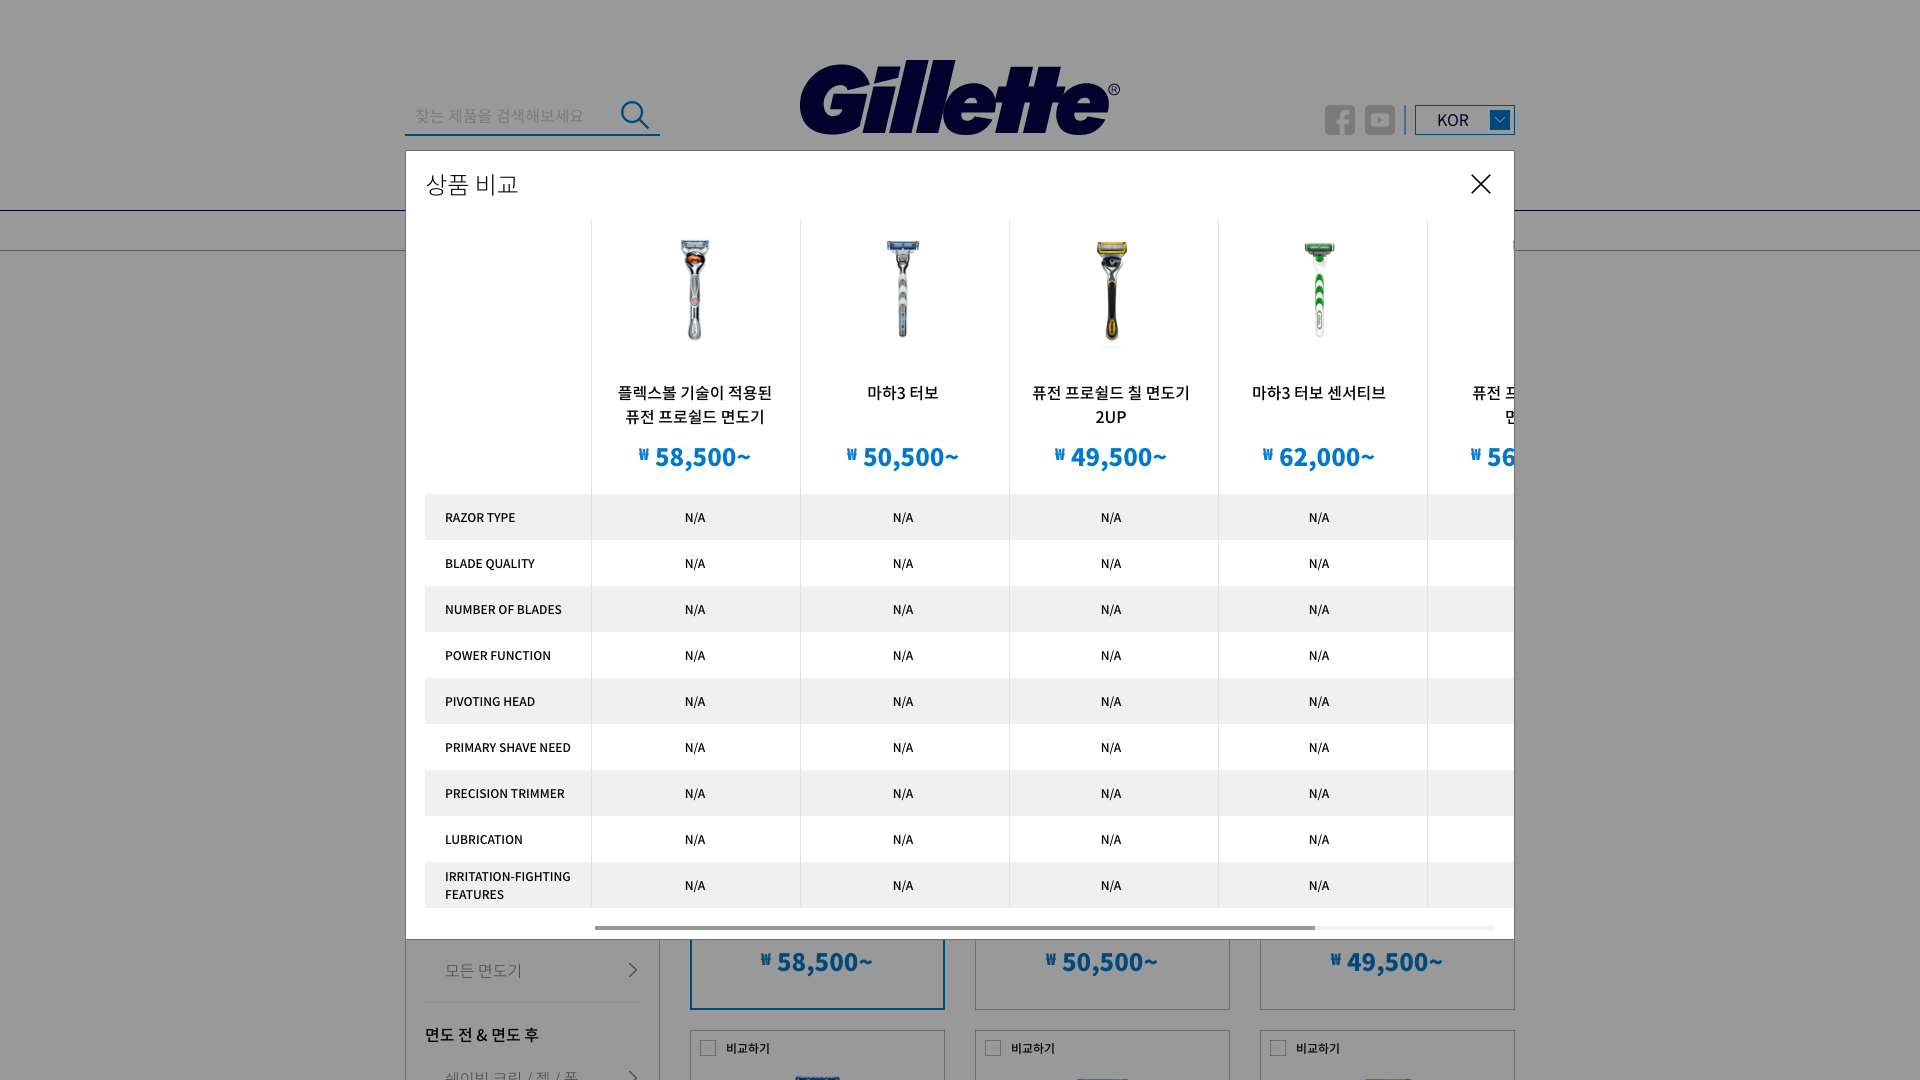 Gillette®
찾는 제품을 검색해보세요
KOR
상품 비교
플렉스볼 기술이 적용된
퓨전 프로쉴드 면도기
₩ 58,500~
마하3 터보
₩ 50,500~
퓨전 프로쉴드 칠 면도기
2UP
₩ 49,500~
마하3 터보 센서티브
₩ 62,000~
퓨전
₩ 56
RAZOR TYPE N/A N/A N/A N/A
BLADE QUALITY N/A N/A N/A N/A
NUMBER OF BLADES N/A N/A N/A N/A
POWER FUNCTION N/A N/A N/A N/A
PIVOTING HEAD N/A N/A N/A N/A
PRIMARY SHAVE NEED N/A N/A N/A N/A
PRECISION TRIMMER N/A N/A N/A N/A
LUBRICATION N/A N/A N/A N/A
IRRITATION-FIGHTING
FEATURES N/A N/A N/A N/A
₩ 58,500~ ₩ 50,500~ ₩ 49,500~
모든 면도기
면도 전 & 면도 후
비교하기 비교하기 비교하기
쉐이빙 크림 / 젤 / 폼